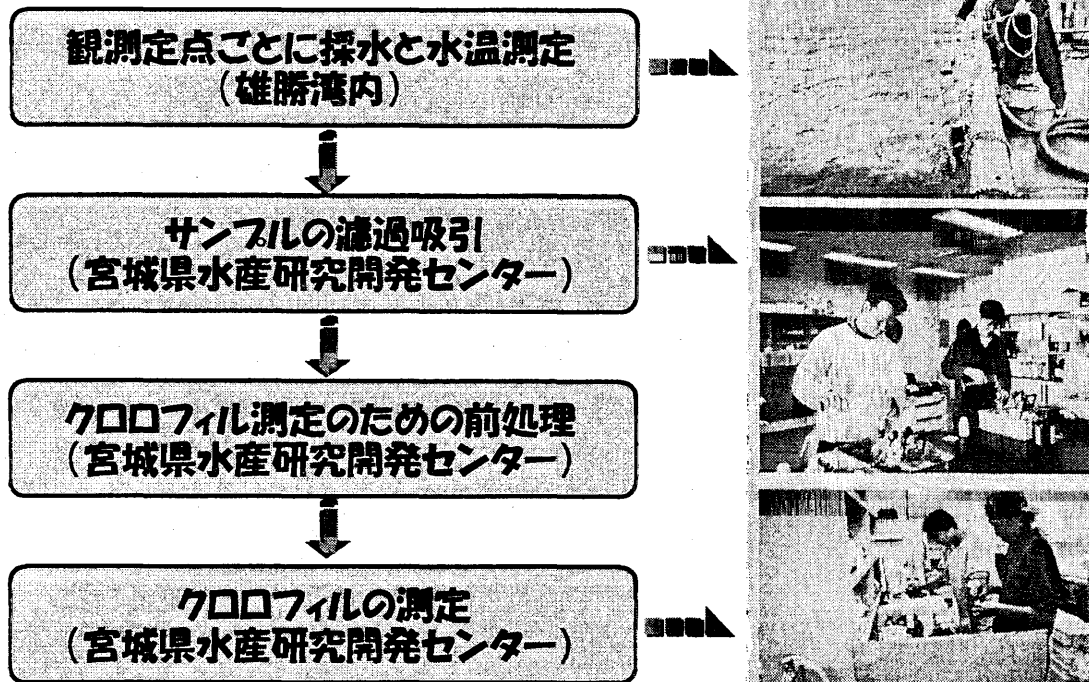 観測定点ごとに採水と水温測定
(雄勝湾内)
サンプルの濾過吸引
(宮城県水産研究開発センター)
クロロフィル測定のための前処理
(宮城県水産研究開発センター)
クロロフィルの測定
(宮城県水産研究開発センター)